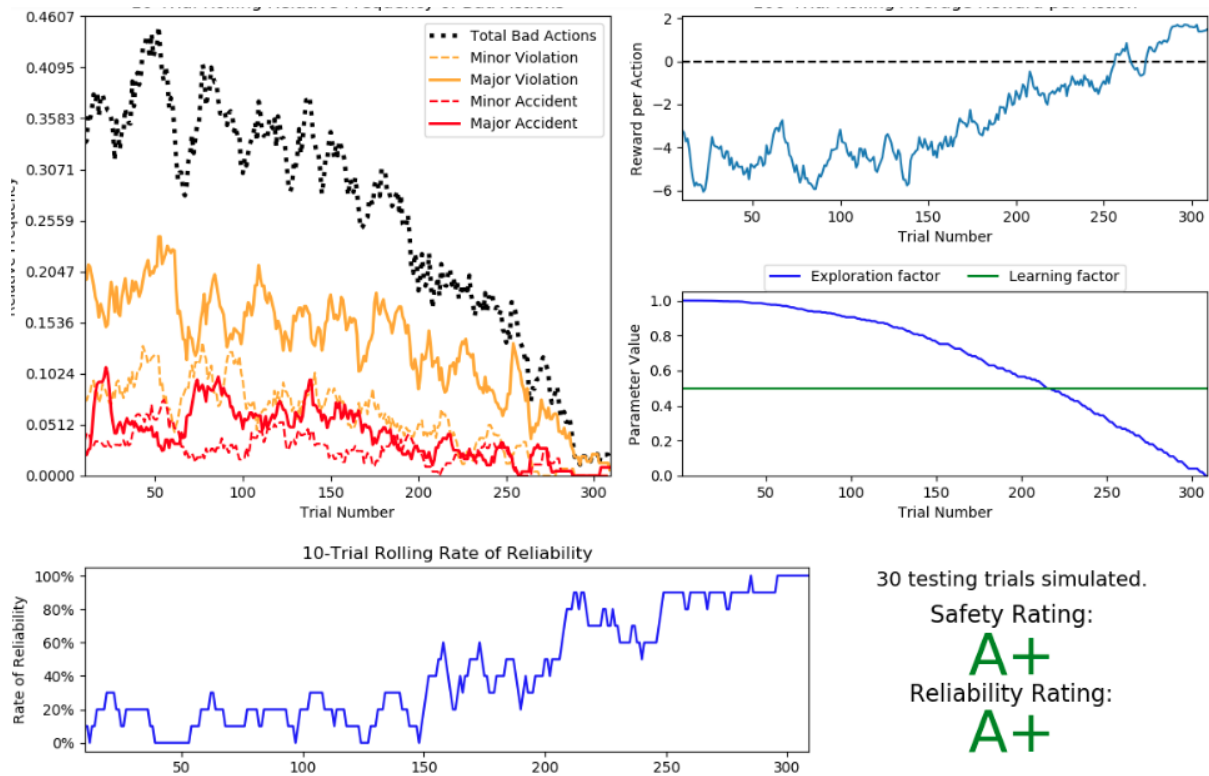 0.4607
0.4095
0.3583
0.3071
0.2559
0.2047
0.1536
0.1024
0.0512
0.0000
Total Bad Actions
Minor Violation
Major Violation
Minor Accident
Major Accident
50
100
150
200
250
300
Trial Number
2
0
−2
−4
−6
Reward per Action
50
100
150
200
250
300
Trial Number
Exploration factor
Learning factor
1.0
0.8
0.6
0.4
0.2
0.0
Parameter Value
50
100
150
200
250
300
Trial Number
10-Trial Rolling Rate of Reliability
100%
80%
60%
40%
20%
0%
Rate of Reliability
50
100
150
200
250
300
30 testing trials simulated.
Safety Rating:
A+
Reliability Rating:
A+